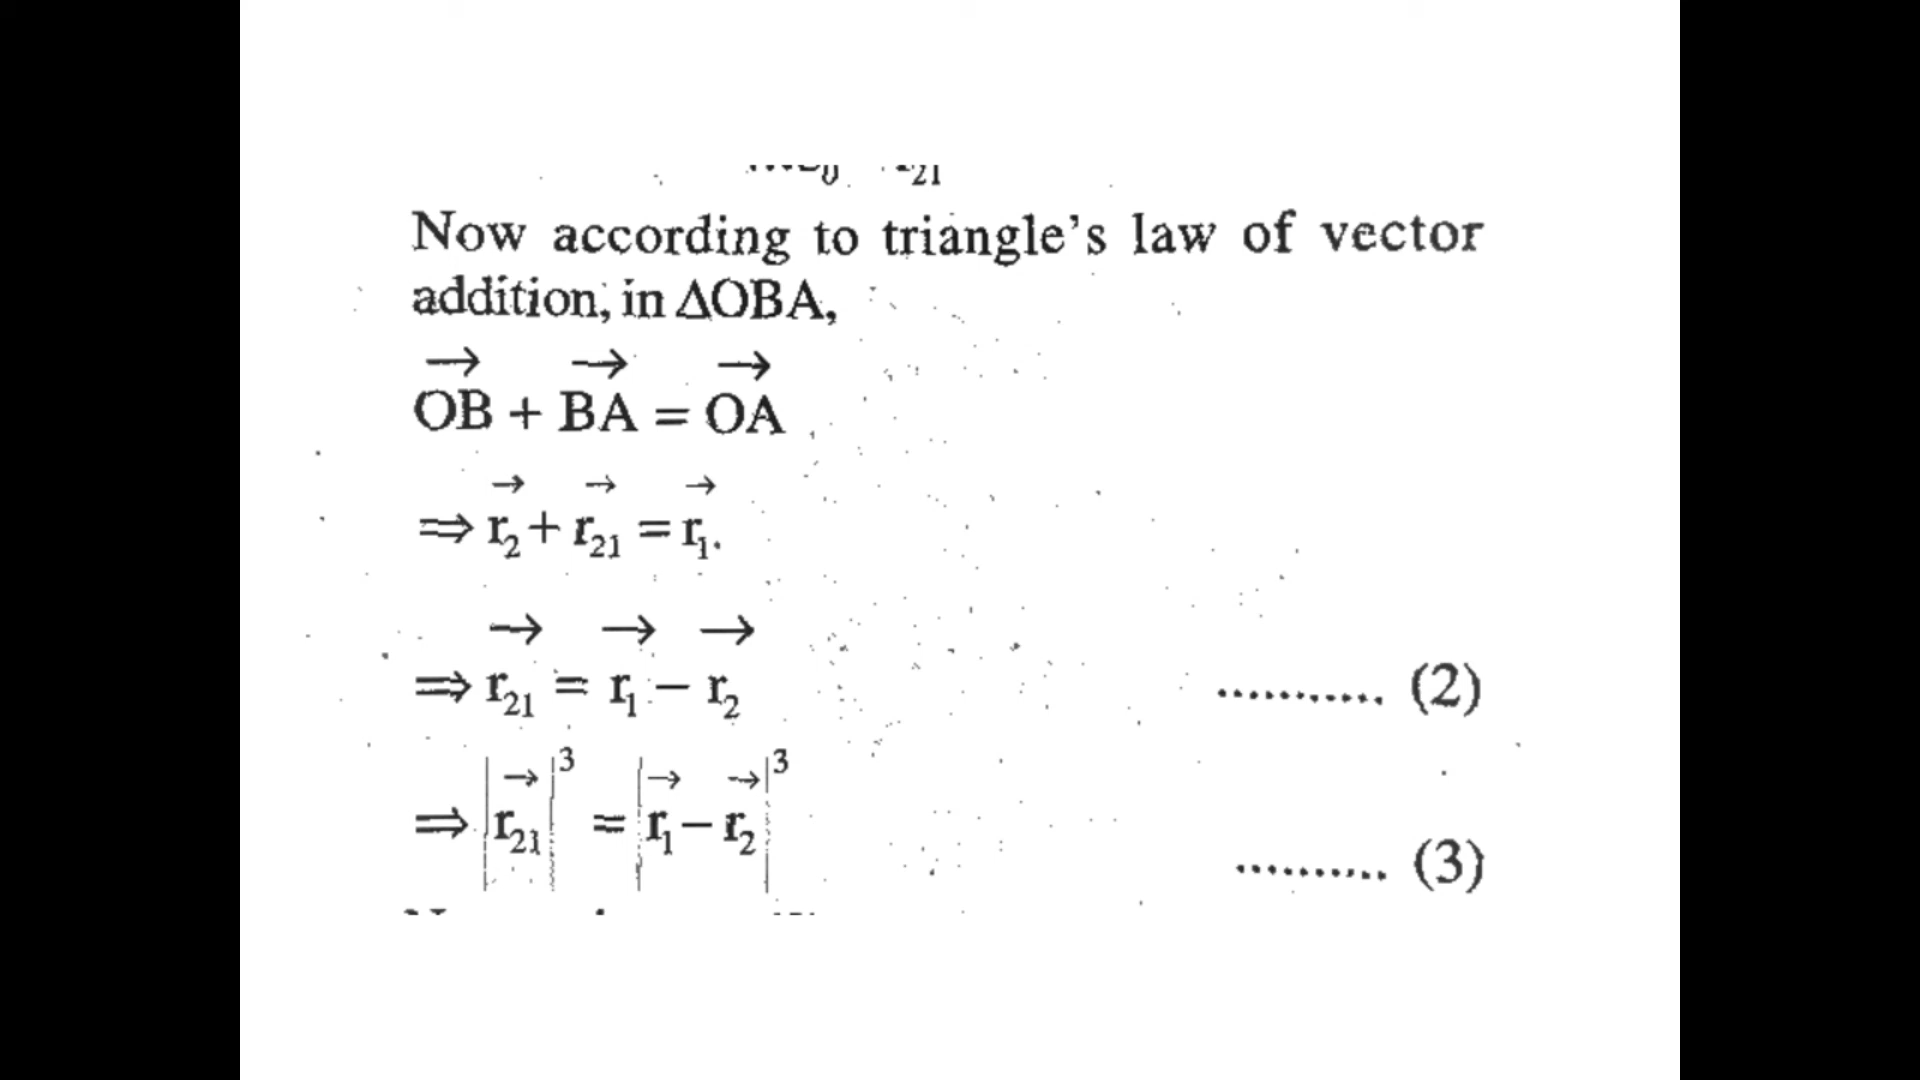 Now according to triangle's law of vector
addition, in ΔOBA,
→ → →
OB + BA = OA
→ → →
⇒ r₂ + r₂₁ = r₁.
→ → →
⇒ r₂₁ = r₁ − r₂ ........... (2)
⇒ |r₂₁→|³ = |r₁→ − r₂→|³
.......... (3)